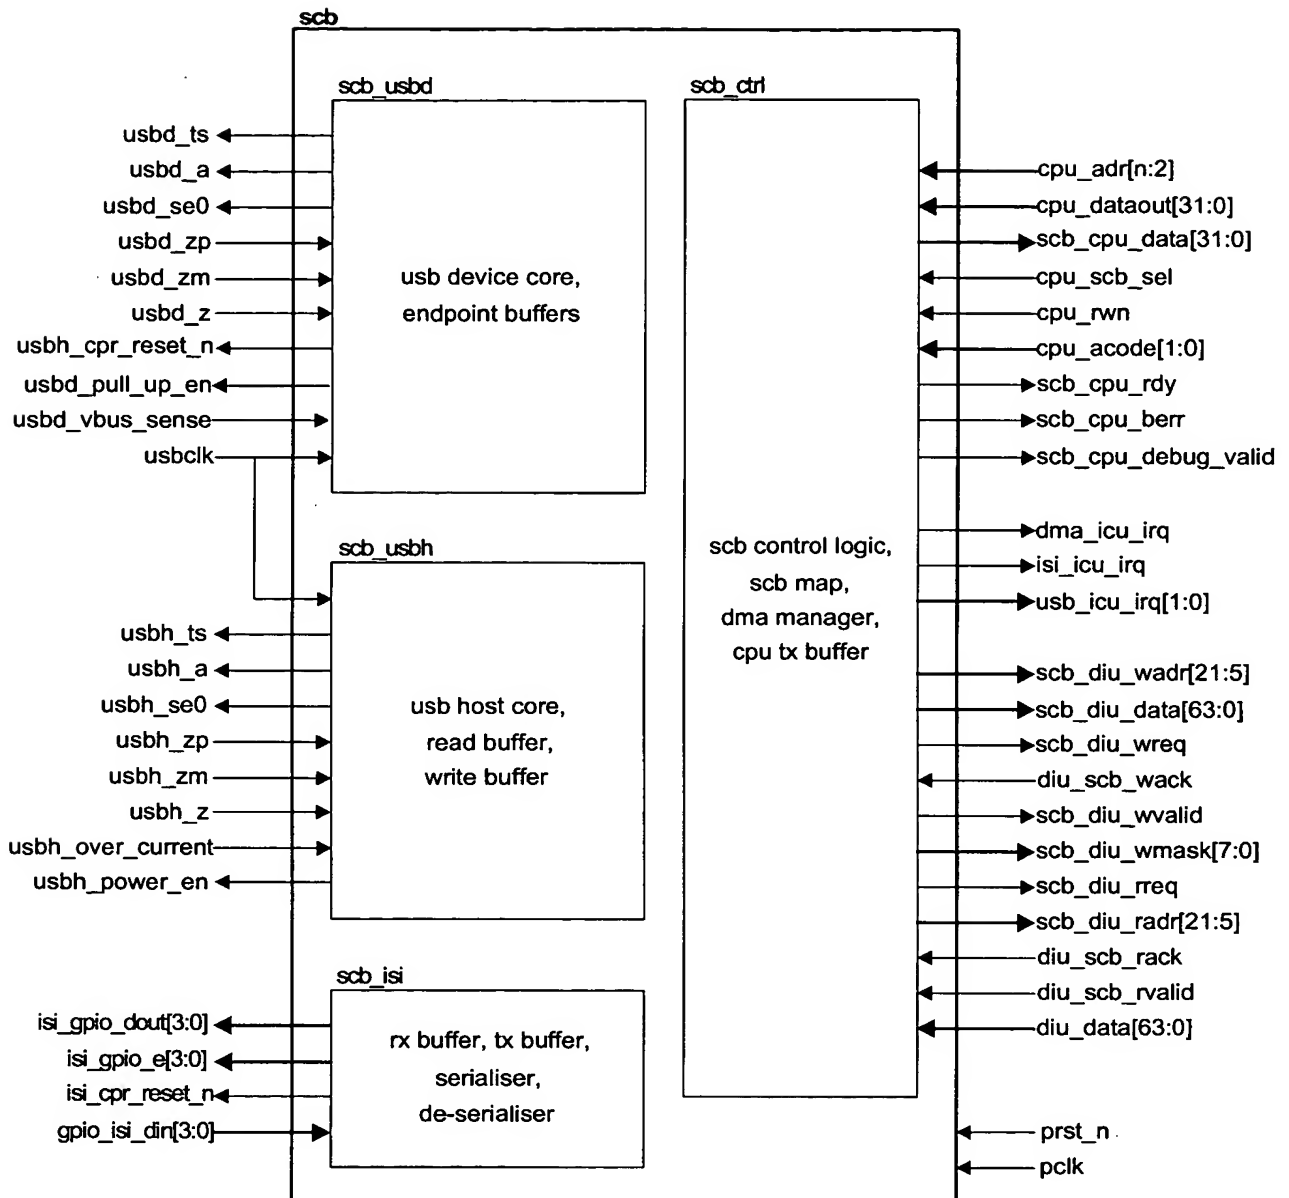 scb
scb_usbd
usbd_ts
usbd_a
usbd_se0
usbd_zp
usbd_zm
usbd_z
usbh_cpr_reset_n
usbd_pull_up_en
usbd_vbus_sense
usbclk
usb device core,
endpoint buffers
scb_usbh
usbh_ts
usbh_a
usbh_se0
usbh_zp
usbh_zm
usbh_z
usbh_over_current
usbh_power_en
usb host core,
read buffer,
write buffer
scb_isi
isi_gpio_dout[3:0]
isi_gpio_e[3:0]
isi_cpr_reset_n
gpio_isi_din[3:0]
rx buffer, tx buffer,
serialiser,
de-serialiser
scb_ctrl
scb control logic,
scb map,
dma manager,
cpu tx buffer
cpu_adr[n:2]
cpu_dataout[31:0]
scb_cpu_data[31:0]
cpu_scb_sel
cpu_rwn
cpu_acode[1:0]
scb_cpu_rdy
scb_cpu_berr
scb_cpu_debug_valid
dma_icu_irq
isi_icu_irq
usb_icu_irq[1:0]
scb_diu_wadr[21:5]
scb_diu_data[63:0]
scb_diu_wreq
diu_scb_wack
scb_diu_wvalid
scb_diu_wmask[7:0]
scb_diu_rreq
scb_diu_radr[21:5]
diu_scb_rack
diu_scb_rvalid
diu_data[63:0]
prst_n
pclk